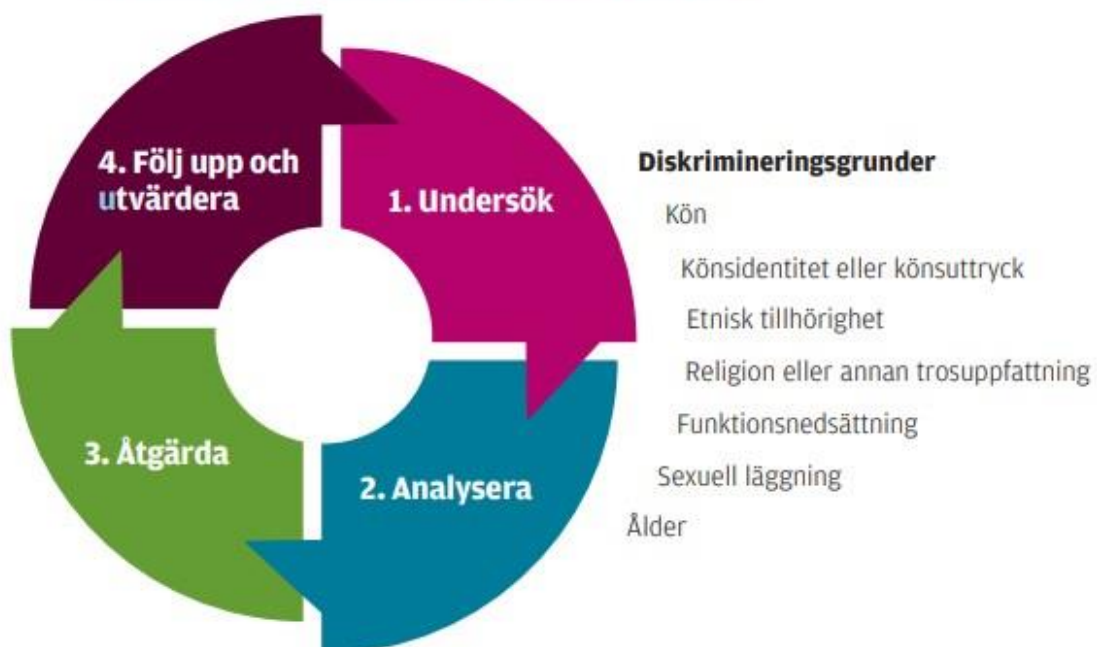 4. Följ upp och
utvärdera
1. Undersök
2. Analysera
3. Åtgärda
Diskrimineringsgrunder
Kön
Könsidentitet eller könsuttryck
Etnisk tillhörighet
Religion eller annan trosuppfattning
Funktionsnedsättning
Sexuell läggning
Ålder